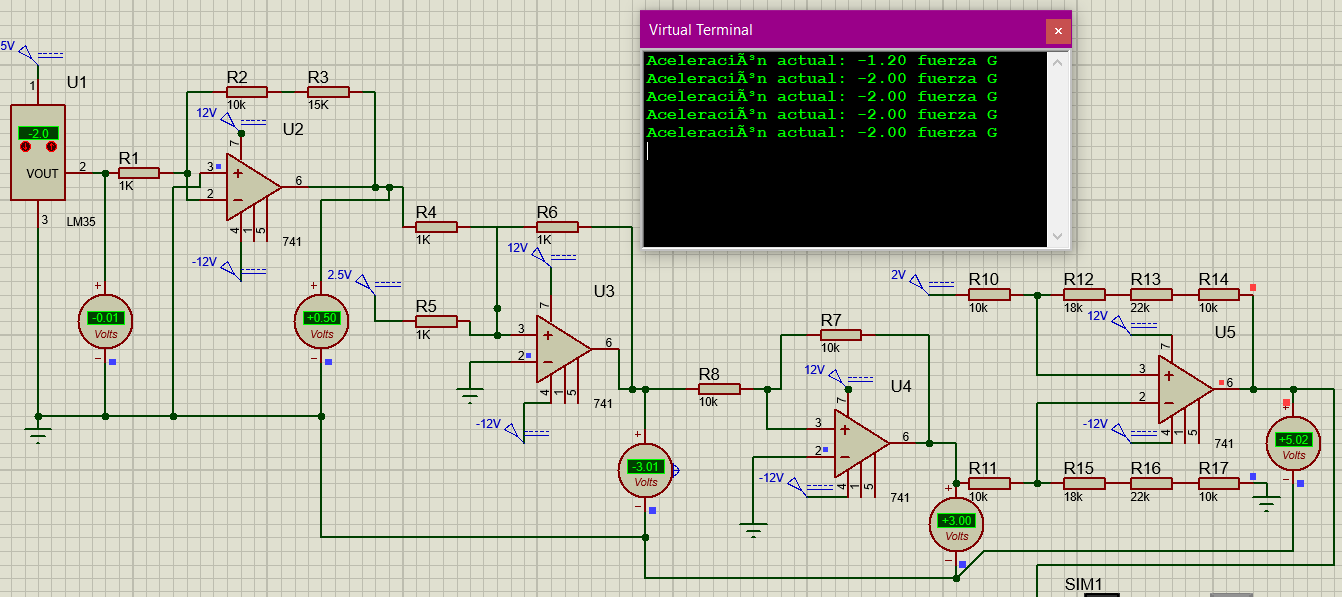 Virtual Terminal
AceleraciÃ³n actual: -1.20 fuerza G
AceleraciÃ³n actual: -2.00 fuerza G
AceleraciÃ³n actual: -2.00 fuerza G
AceleraciÃ³n actual: -2.00 fuerza G
AceleraciÃ³n actual: -2.00 fuerza G
5V
U1
1
-2.0
VOUT
2
3
LM35
R1
1K
R2
10k
R3
15K
12V
U2
7
3
2
6
4
1
5
741
-12V
+
-0.01
Volts
+
+0.50
Volts
2.5V
R4
1K
R5
1K
R6
1K
12V
U3
7
3
2
6
4
1
5
741
-12V
+
-3.01
Volts
R8
10k
R7
10k
12V
U4
7
3
2
6
4
1
5
741
-12V
+
+3.00
Volts
2V
R10
10k
R12
18k
R13
22k
R14
10k
12V
U5
7
3
2
6
4
1
5
741
-12V
R11
10k
R15
18k
R16
22k
R17
10k
+
+5.02
Volts
SIM1